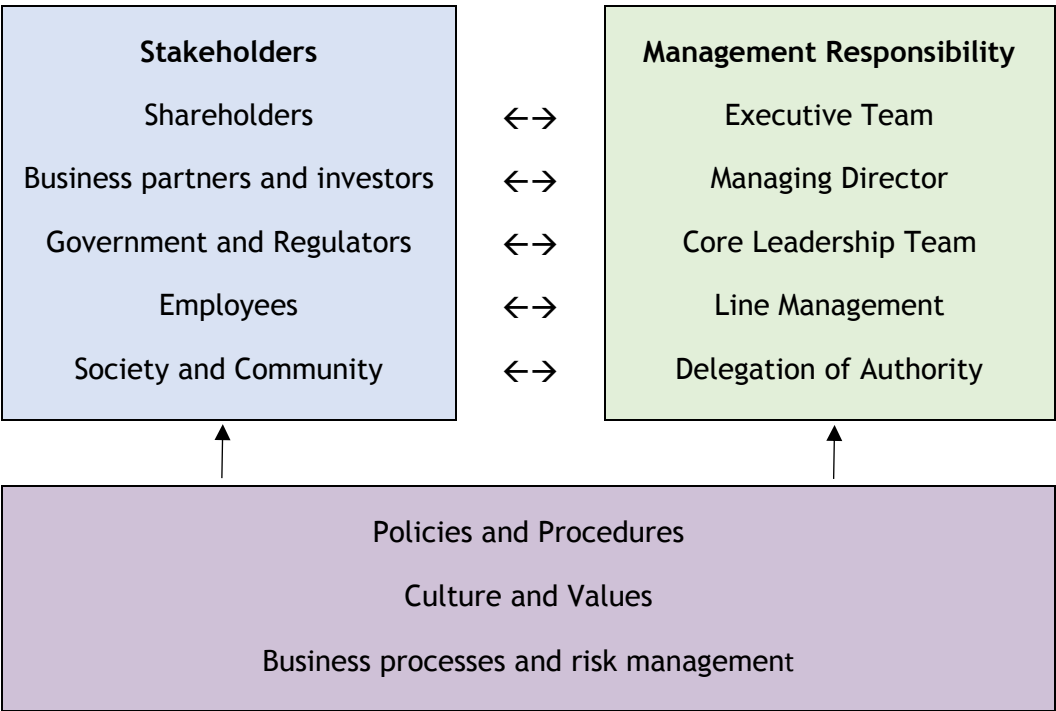 Stakeholders
Shareholders
Business partners and investors
Government and Regulators
Employees
Society and Community
←→
←→
←→
←→
←→
Management Responsibility
Executive Team
Managing Director
Core Leadership Team
Line Management
Delegation of Authority
Policies and Procedures
Culture and Values
Business processes and risk management